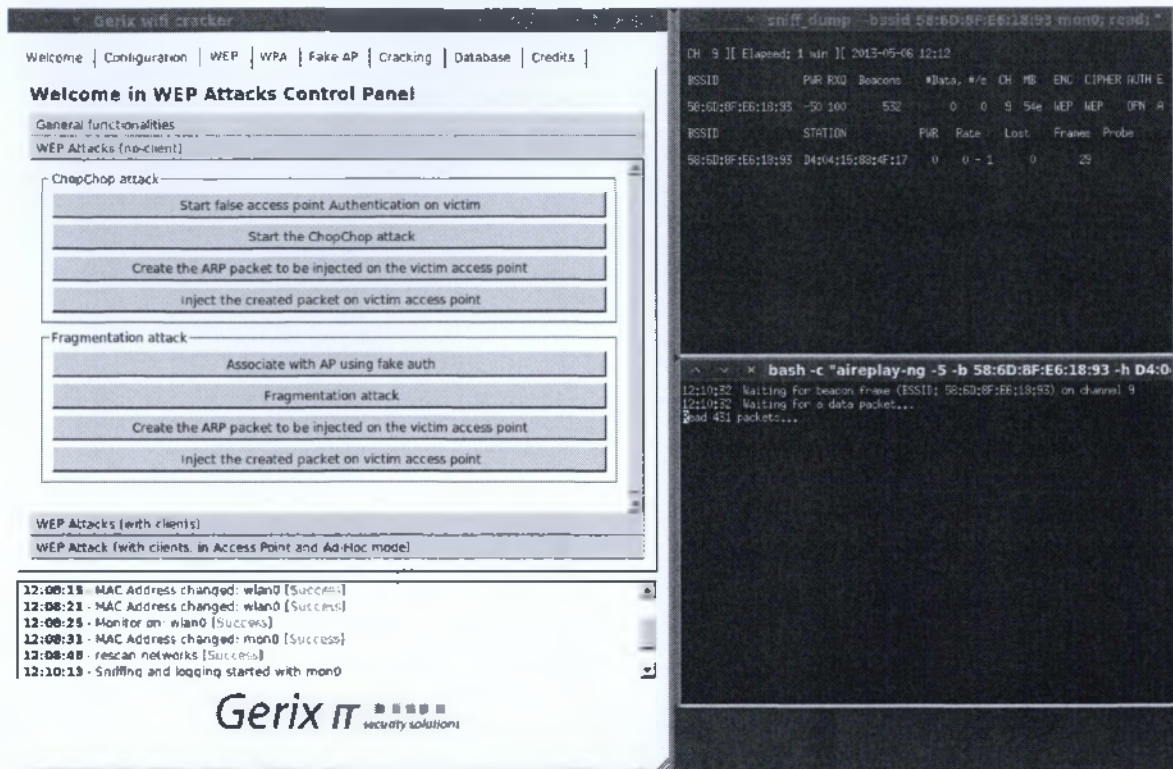 Gerix wifi cracker
Welcome | Configuration | WEP | WPA | Fake AP | Cracking | Database | Credits |
Welcome in WEP Attacks Control Panel
General functionalities
WEP Attacks (no-client)
ChopChop attack
Start false access point Authentication on victim
Start the ChopChop attack
Create the ARP packet to be injected on the victim access point
Inject the created packet on victim access point
Fragmentation attack
Associate with AP using fake auth
Fragmentation attack
Create the ARP packet to be injected on the victim access point
Inject the created packet on victim access point
WEP Attacks (with clients)
WEP Attack (with clients, in Access Point and Ad-Hoc mode)
12:08:15 - MAC Address changed: wlan0 [Success]
12:08:21 - MAC Address changed: wlan0 [Success]
12:08:25 - Monitor on: wlan0 [Success]
12:08:31 - MAC Address changed: mon0 [Success]
12:08:48 - rescan networks [Success]
12:10:13 - Sniffing and logging started with mon0
Gerix IT security solutions
sniff_dump --bssid 58:6D:8F:E6:18:93 mon0; read; "
CH 9 ][ Elapsed: 1 min ][ 2013-05-06 12:12
BSSID PWR RXQ Beacons #Data, #/s CH MB ENC CIPHER AUTH E
58:6D:8F:E6:18:93 -50 100 532 0 0 9 54e WEP WEP OPN A
BSSID STATION PWR Rate Lost Frames Probe
58:6D:8F:E6:18:93 D4:04:15:83:4F:17 0 0 - 1 0 29
bash -c "aireplay-ng -5 -b 58:6D:8F:E6:18:93 -h D4:0
12:10:32 Waiting for beacon frame (BSSID: 58:6D:8F:E6:18:93) on channel 9
12:10:32 Waiting for a data packet...
Read 431 packets...